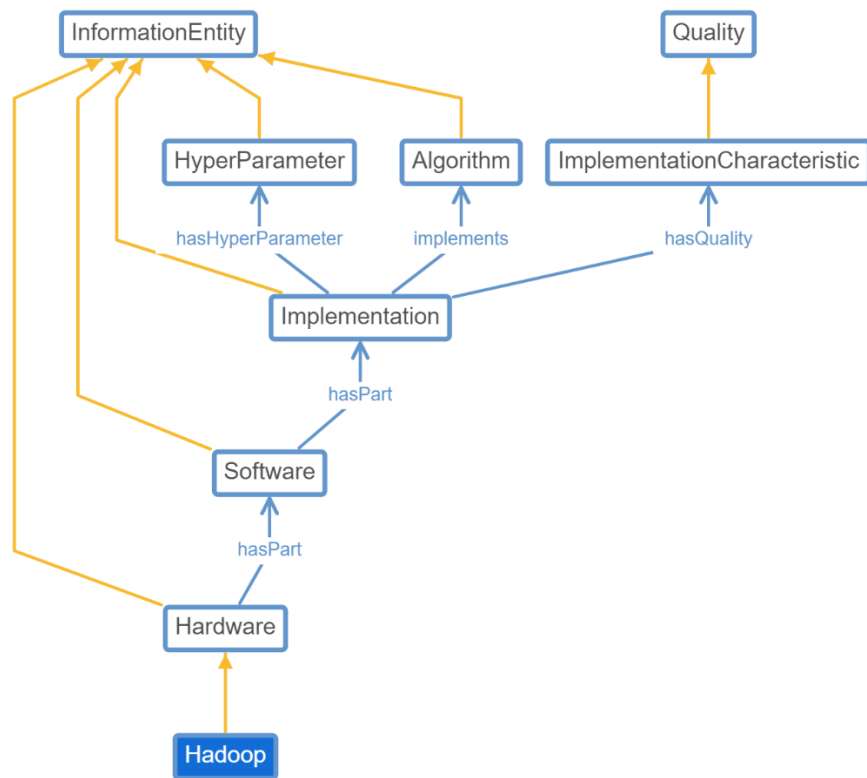 InformationEntity
Quality
HyperParameter
Algorithm
ImplementationCharacteristic
hasHyperParameter
implements
hasQuality
Implementation
hasPart
Software
hasPart
Hardware
Hadoop